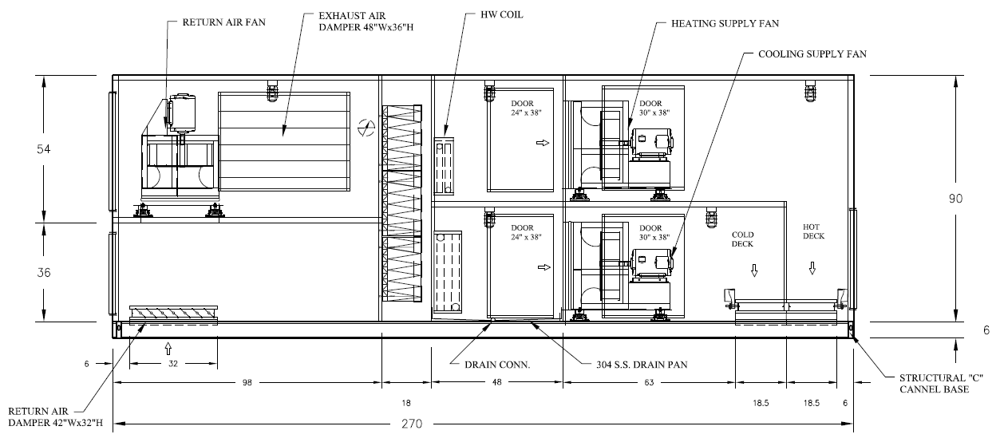 RETURN AIR FAN
EXHAUST AIR
DAMPER 48"Wx36"H
HW COIL
HEATING SUPPLY FAN
COOLING SUPPLY FAN
DOOR
24" x 38"
DOOR
30" x 38"
54
90
DOOR
24" x 38"
DOOR
30" x 38"
COLD
DECK
HOT
DECK
36
6
6
32
DRAIN CONN.
304 S.S. DRAIN PAN
STRUCTURAL "C"
CANNEL BASE
98
48
63
18
18.5
18.5
6
RETURN AIR
DAMPER 42"Wx32"H
270